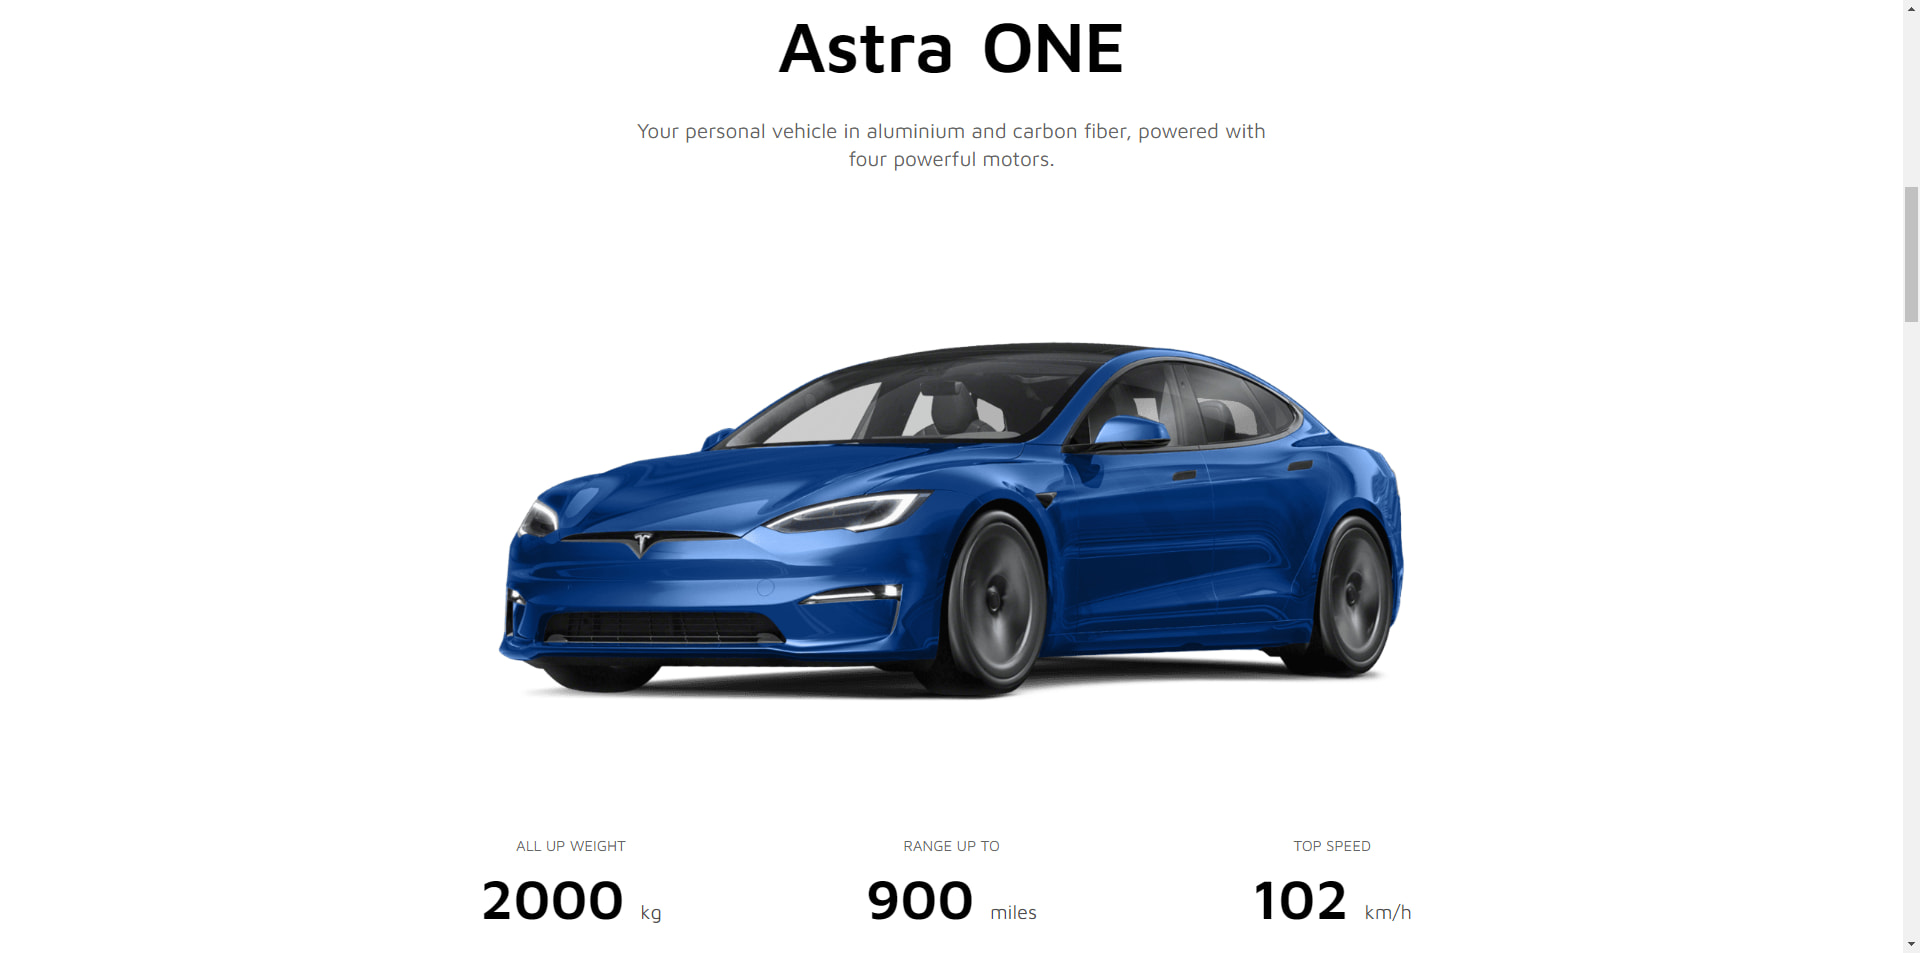 Astra ONE
Your personal vehicle in aluminium and carbon fiber, powered with
four powerful motors.
ALL UP WEIGHT
RANGE UP TO
TOP SPEED
2000 kg
900 miles
102 km/h